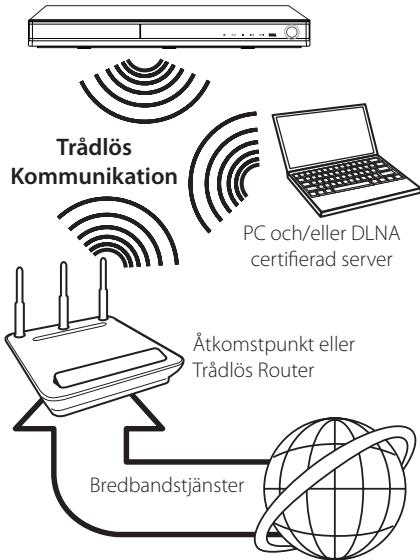 Trådlös
Kommunikation
PC och/eller DLNA
certifierad server
Åtkomstpunkt eller
Trådlös Router
Bredbandstjänster